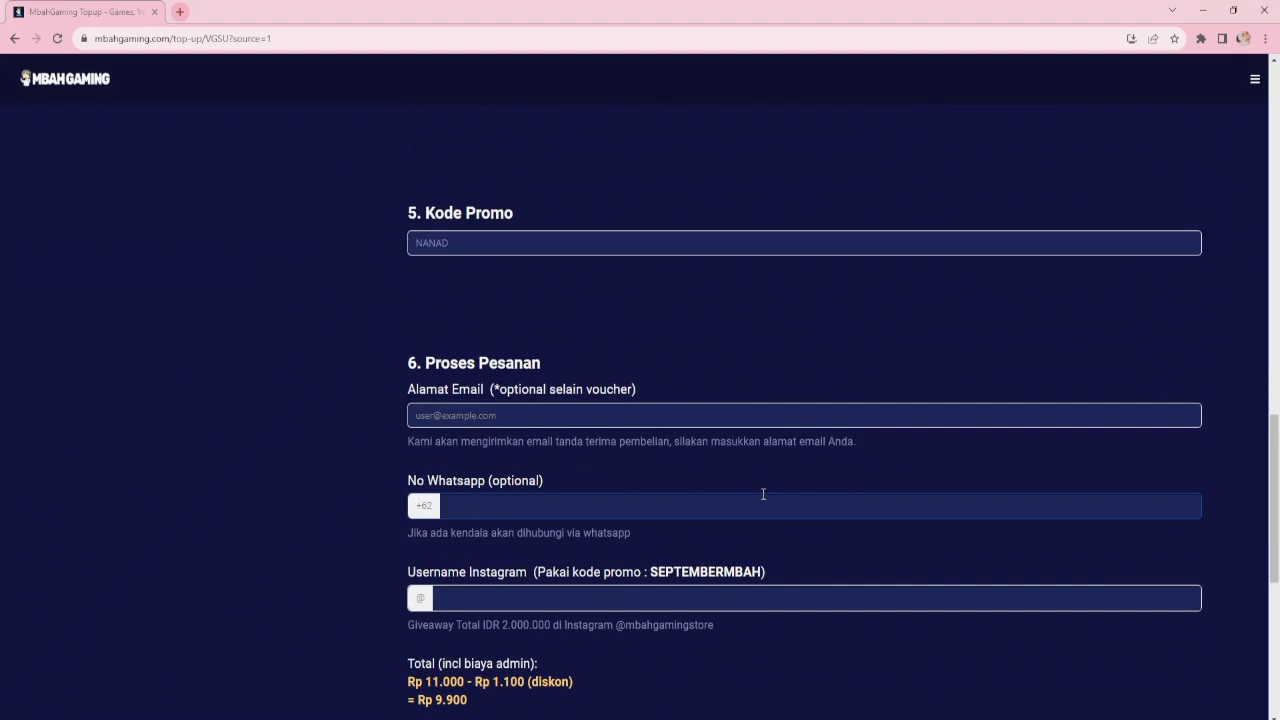 MbahGaming Topup - Games, V
mbahgaming.com/top-up/VGSU?source=1
MBAH GAMING
5. Kode Promo
NANAD
6. Proses Pesanan
Alamat Email (*optional selain voucher)
user@example.com
Kami akan mengirimkan email tanda terima pembelian, silakan masukkan alamat email Anda.
No Whatsapp (optional)
+62
Jika ada kendala akan dihubungi via whatsapp
Username Instagram (Pakai kode promo : SEPTEMBERMBAH)
@
Giveaway Total IDR 2.000.000 di Instagram @mbahgamingstore
Total (incl biaya admin):
Rp 11.000 - Rp 1.100 (diskon)
= Rp 9.900